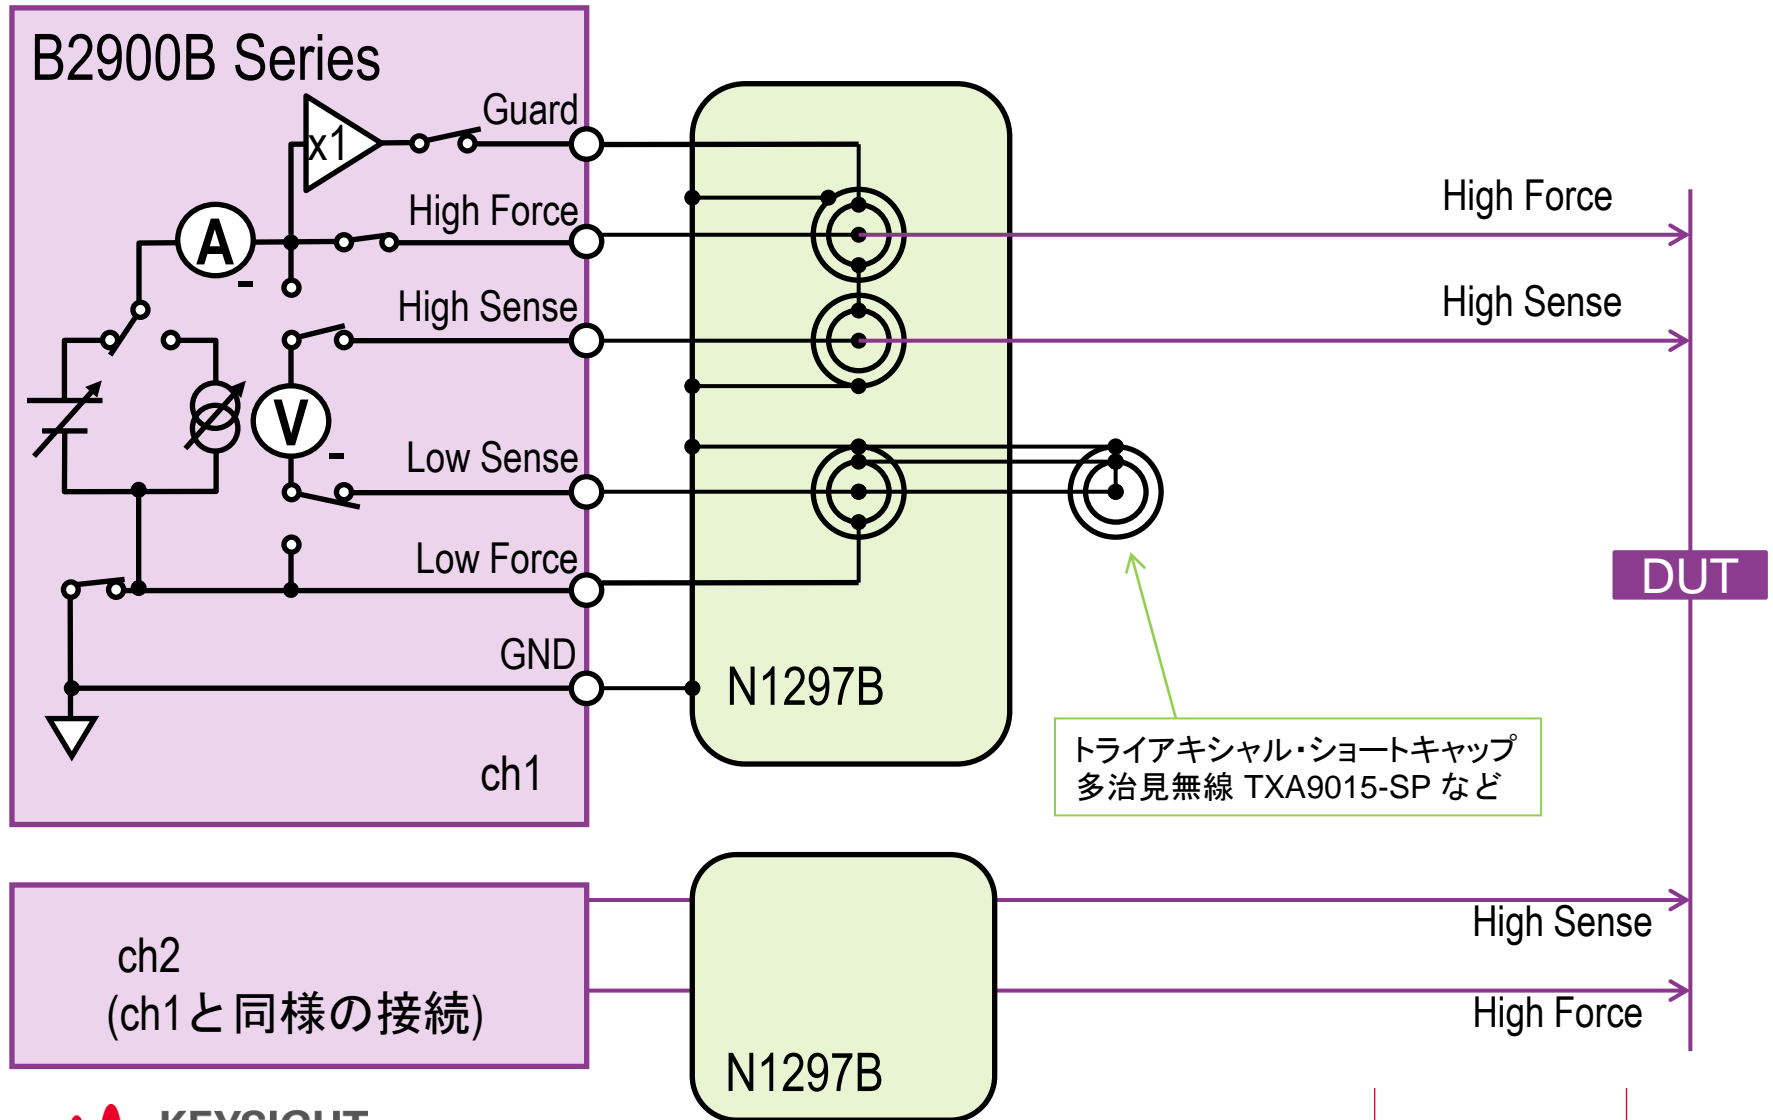 B2900B Series
x1
Guard
High Force
A
-
High Sense
V
-
Low Sense
Low Force
GND
ch1
N1297B
High Force
High Sense
DUT
トライアキシャル・ショートキャップ
多治見無線 TXA9015-SP など
ch2
(ch1と同様の接続)
N1297B
High Sense
High Force
KEYSIGHT